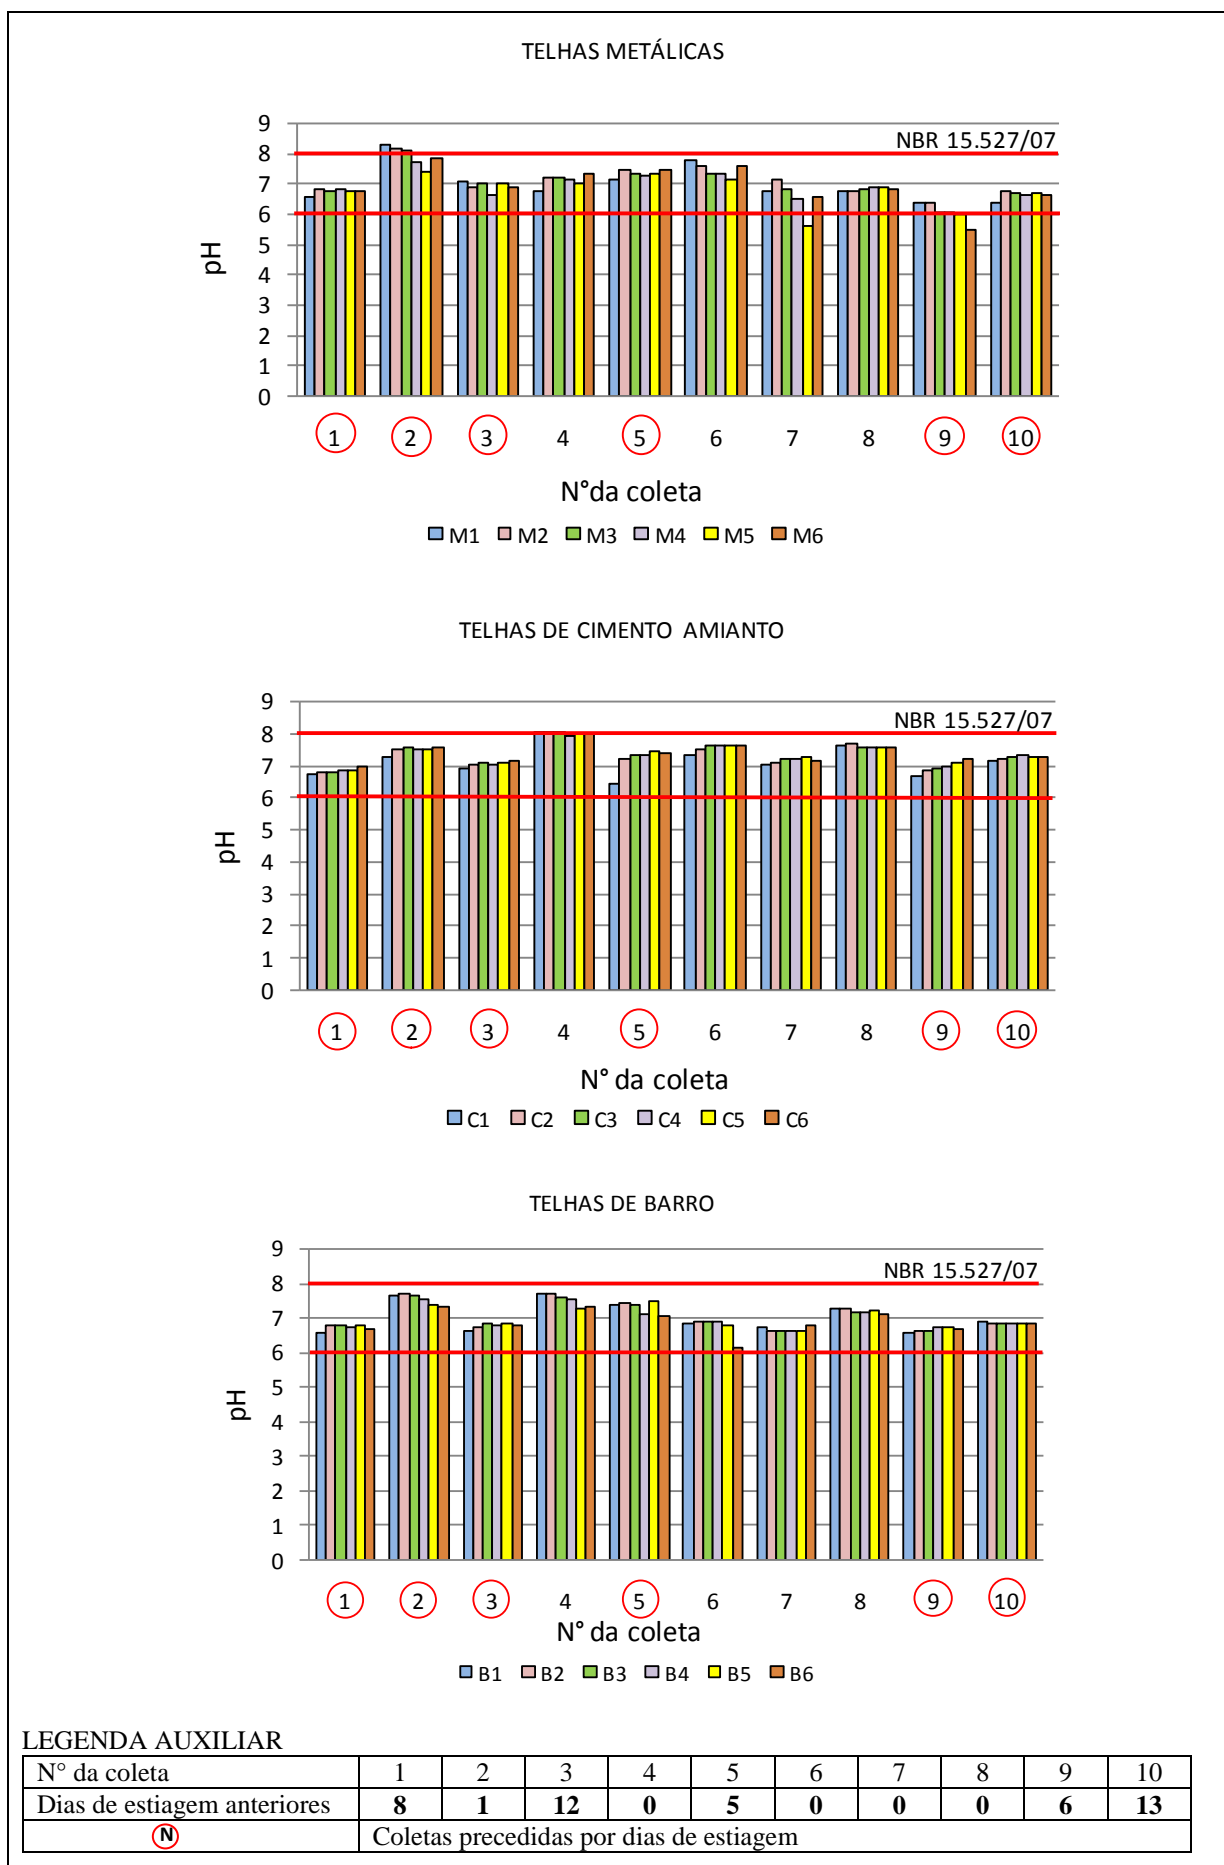 TELHAS METÁLICAS
NBR 15.527/07
9
8
7
6
5
4
3
2
1
0
pH
1 2 3 4 5 6 7 8 9 10
N°da coleta
M1 M2 M3 M4 M5 M6
TELHAS DE CIMENTO AMIANTO
NBR 15.527/07
9
8
7
6
5
4
3
2
1
0
pH
1 2 3 4 5 6 7 8 9 10
N° da coleta
C1 C2 C3 C4 C5 C6
TELHAS DE BARRO
NBR 15.527/07
9
8
7
6
5
4
3
2
1
0
pH
1 2 3 4 5 6 7 8 9 10
N° da coleta
B1 B2 B3 B4 B5 B6
LEGENDA AUXILIAR
N° da coleta 1 2 3 4 5 6 7 8 9 10
Dias de estiagem anteriores 8 1 12 0 5 0 0 0 6 13
N Coletas precedidas por dias de estiagem